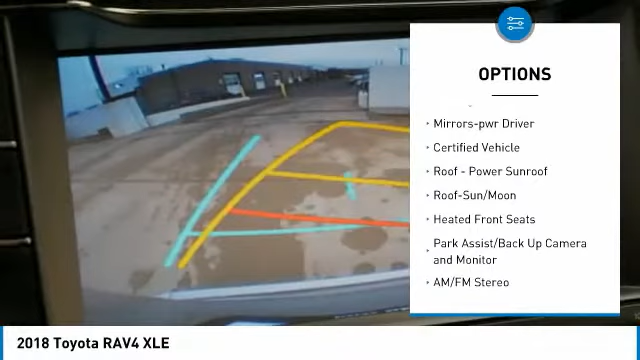 OPTIONS
Mirrors-pwr Driver
Certified Vehicle
Roof - Power Sunroof
Roof-Sun/Moon
Heated Front Seats
Park Assist/Back Up Camera
and Monitor
AM/FM Stereo
2018 Toyota RAV4 XLE